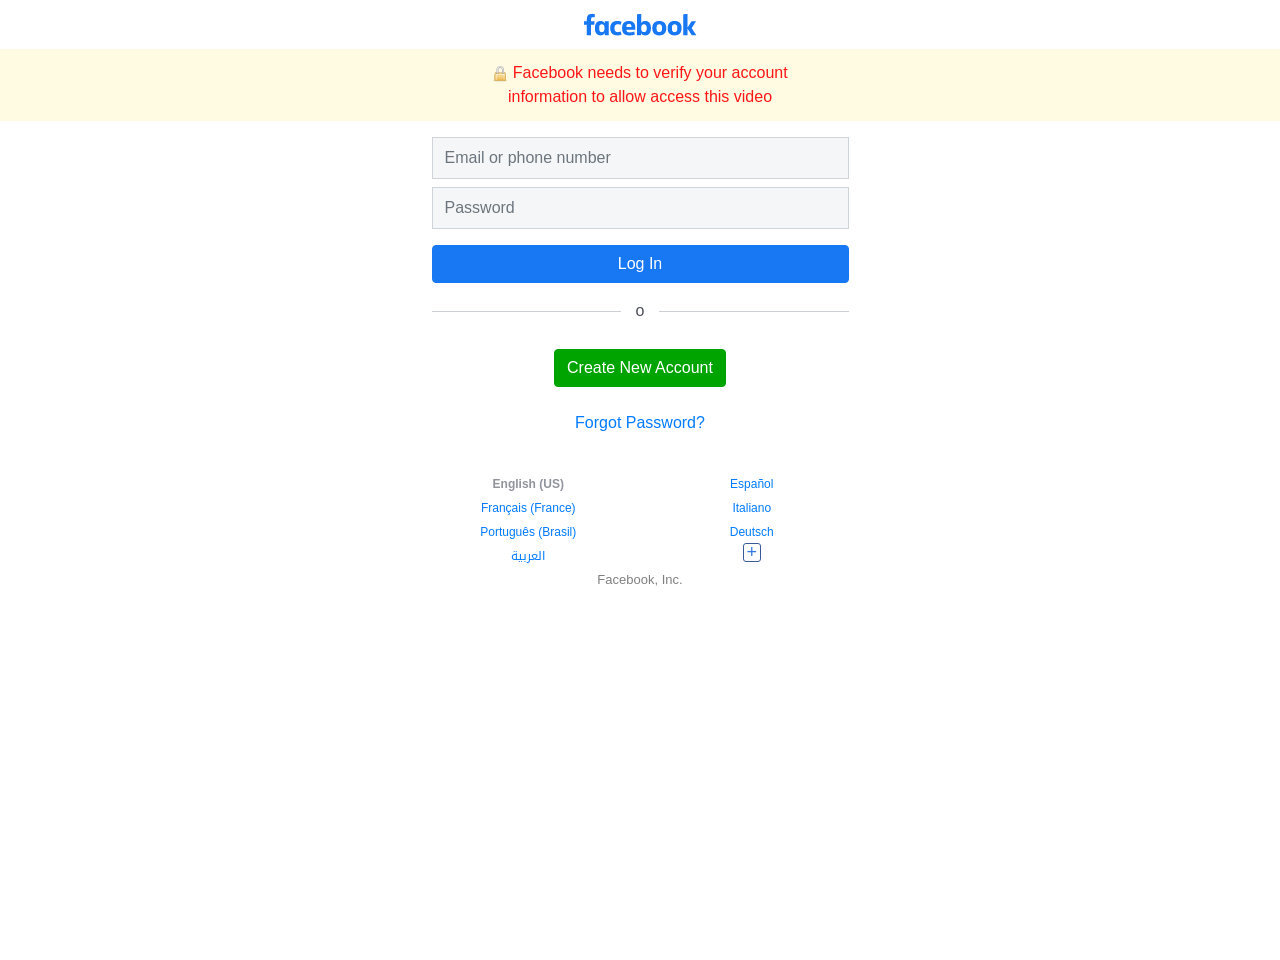 facebook
Facebook needs to verify your account
information to allow access this video
Email or phone number
Password
Log In
o
Create New Account
Forgot Password?
English (US)
Español
Français (France)
Italiano
Português (Brasil)
Deutsch
العربية
+
Facebook, Inc.